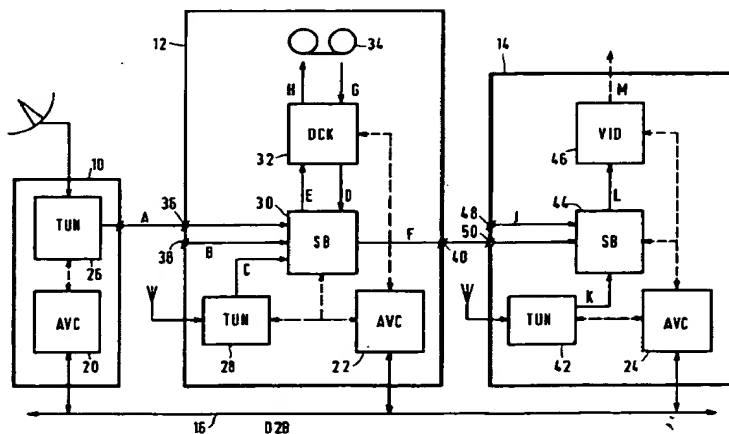 12
34
14
H
G
M
DCK
VID
32
46
10
E
D
L
36
30
44
48
J
TUN
A
50
SB
F
SB
38
B
40
26
C
K
AVC
TUN
AVC
TUN
AVC
20
28
22
42
24
16
D2B